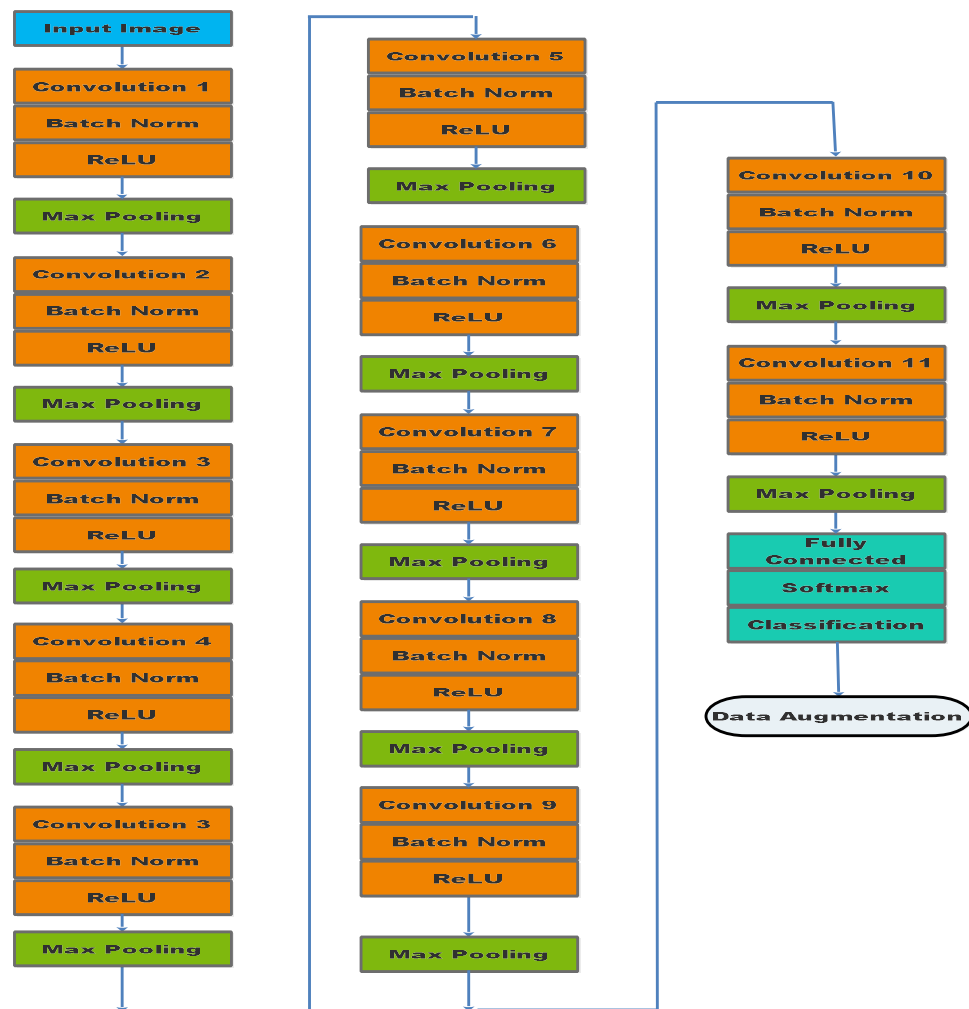 Input Image
Convolution 1
Batch Norm
ReLU
Max Pooling
Convolution 2
Batch Norm
ReLU
Max Pooling
Convolution 3
Batch Norm
ReLU
Max Pooling
Convolution 4
Batch Norm
ReLU
Max Pooling
Convolution 3
Batch Norm
ReLU
Max Pooling
Convolution 5
Batch Norm
ReLU
Max Pooling
Convolution 6
Batch Norm
ReLU
Max Pooling
Convolution 7
Batch Norm
ReLU
Max Pooling
Convolution 8
Batch Norm
ReLU
Max Pooling
Convolution 9
Batch Norm
ReLU
Max Pooling
Convolution 10
Batch Norm
ReLU
Max Pooling
Convolution 11
Batch Norm
ReLU
Max Pooling
Fully
Connected
Softmax
Classification
Data Augmentation